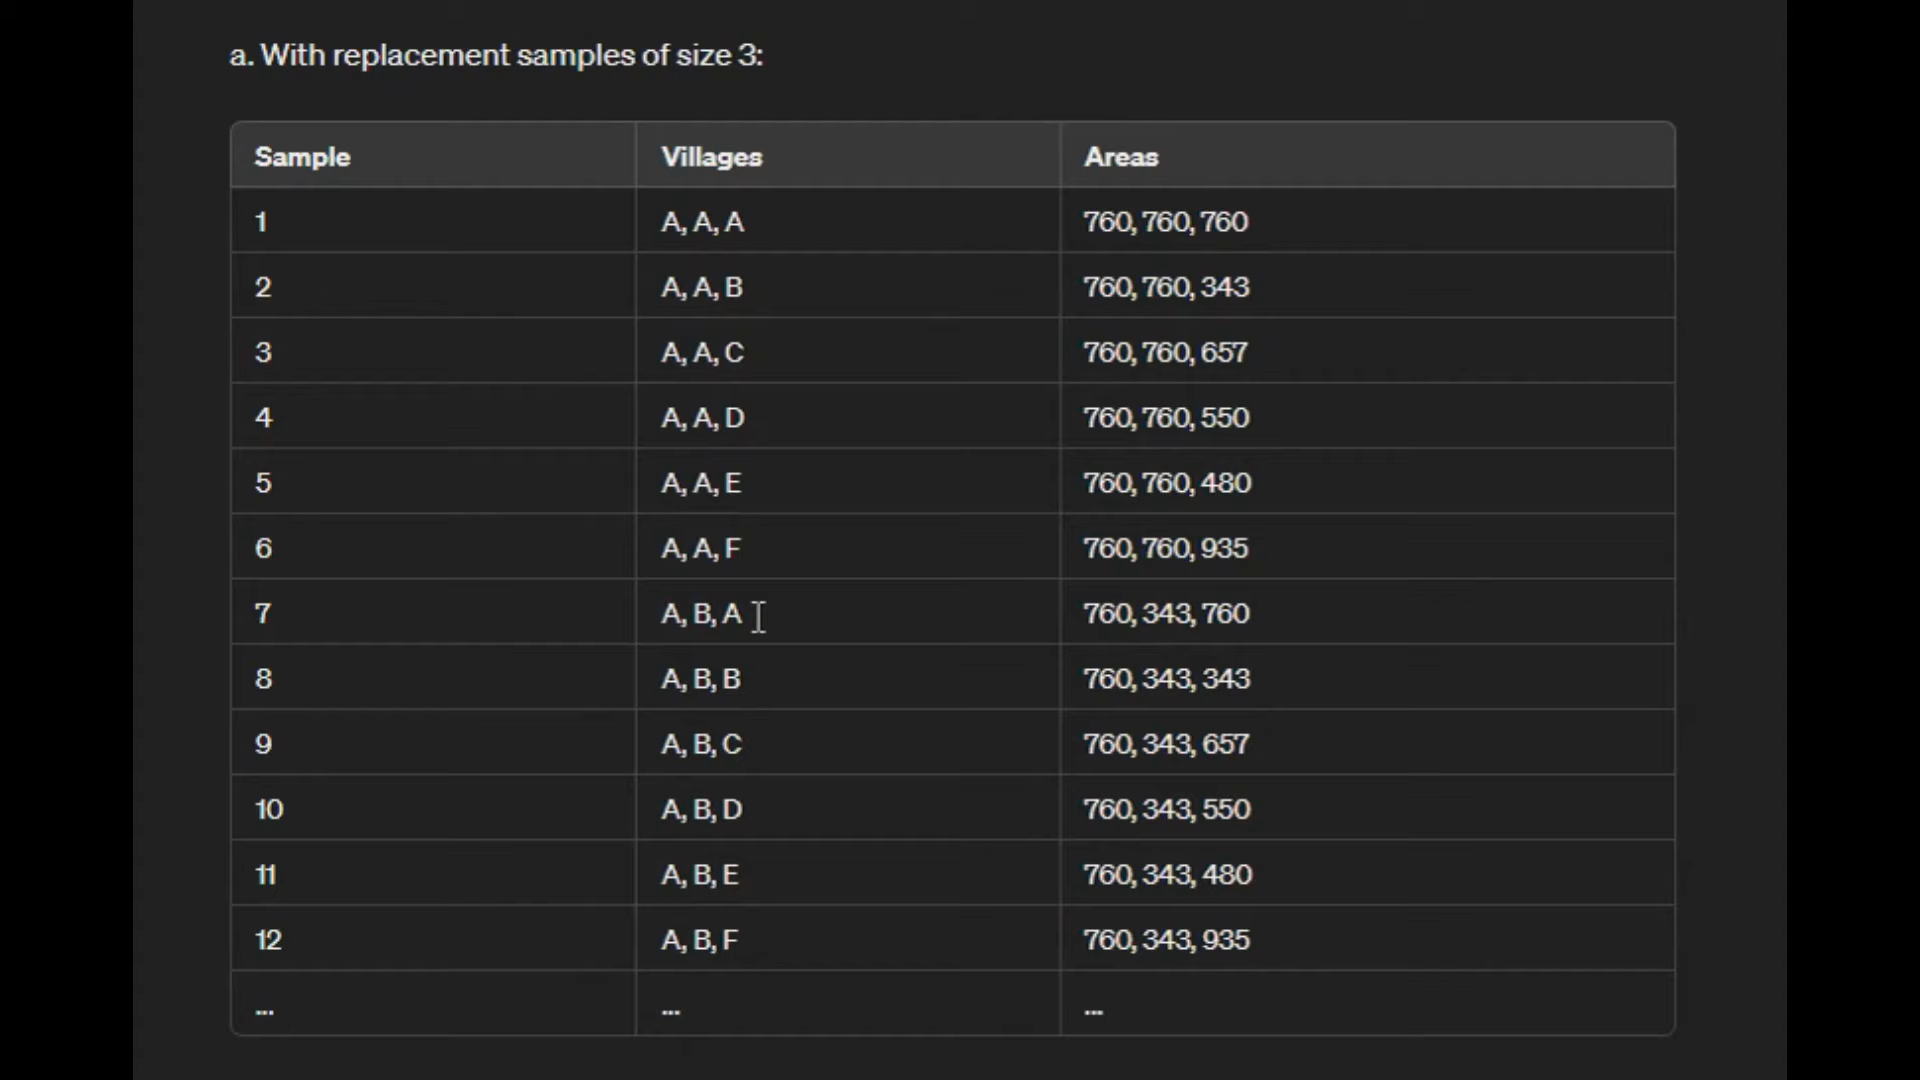 a. With replacement samples of size 3:
Sample Villages Areas
1 A, A, A 760, 760, 760
2 A, A, B 760, 760, 343
3 A, A, C 760, 760, 657
4 A, A, D 760, 760, 550
5 A, A, E 760, 760, 480
6 A, A, F 760, 760, 935
7 A, B, A 760, 343, 760
8 A, B, B 760, 343, 343
9 A, B, C 760, 343, 657
10 A, B, D 760, 343, 550
11 A, B, E 760, 343, 480
12 A, B, F 760, 343, 935
... ... ...